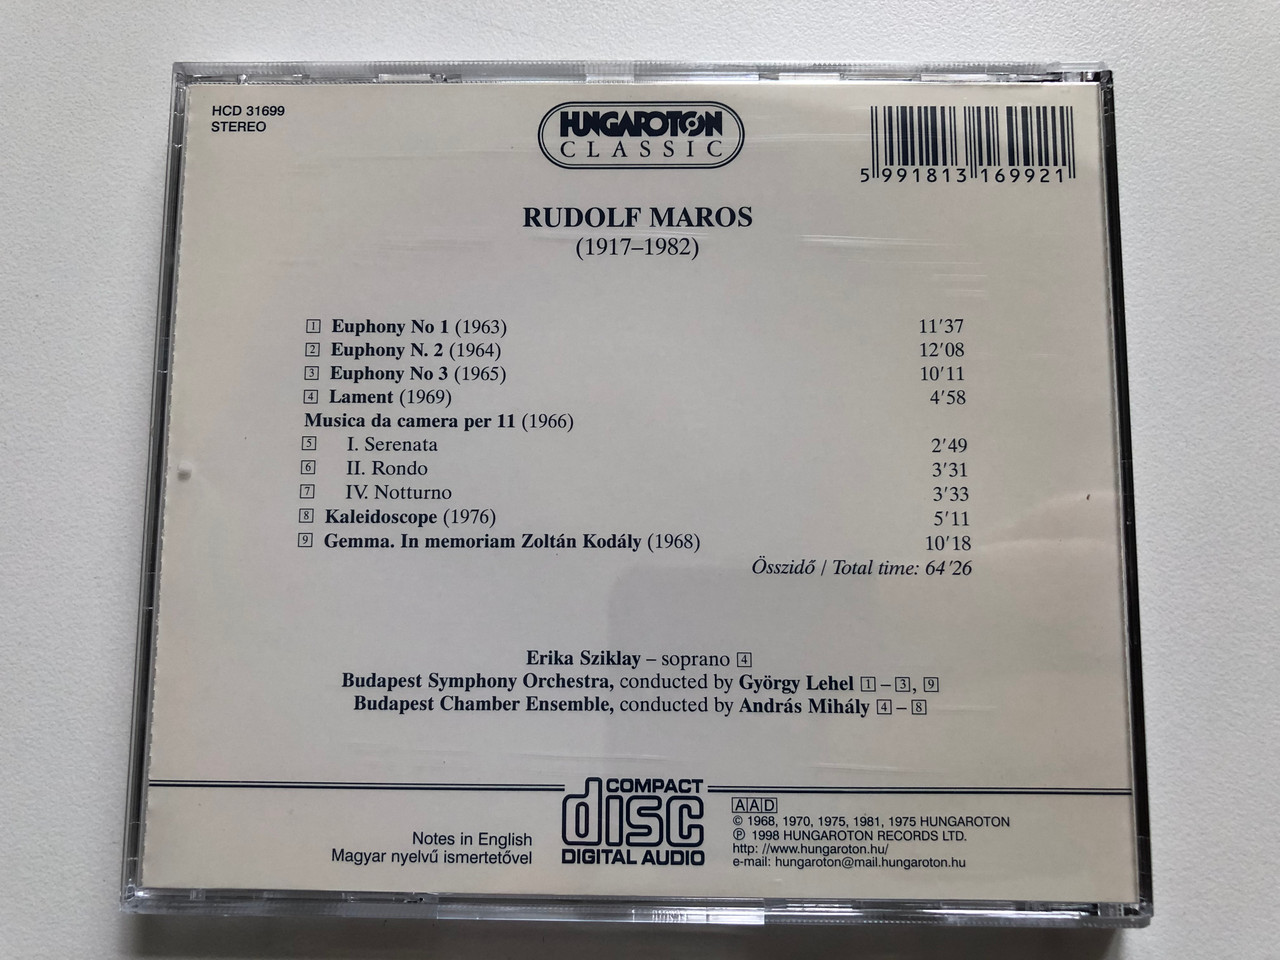 HCD 31699
STEREO
HUNGAROTON
CLASSIC
5 991813 169921
RUDOLF MAROS
(1917–1982)
1 Euphony No 1 (1963) 11′37
2 Euphony N. 2 (1964) 12′08
3 Euphony No 3 (1965) 10′11
4 Lament (1969) 4′58
Musica da camera per 11 (1966)
5 I. Serenata 2′49
6 II. Rondo 3′31
7 IV. Notturno 3′33
8 Kaleidoscope (1976) 5′11
9 Gemma. In memoriam Zoltán Kodály (1968) 10′18
Összidő / Total time: 64′26
Erika Sziklay – soprano 4
Budapest Symphony Orchestra, conducted by György Lehel 1 – 3, 9
Budapest Chamber Ensemble, conducted by András Mihály 4 – 8
Notes in English
Magyar nyelvű ismertetővel
COMPACT
disc
DIGITAL AUDIO
AAD
© 1968, 1970, 1975, 1981, 1975 HUNGAROTON
℗ 1998 HUNGAROTON RECORDS LTD.
http: //www.hungaroton.hu/
e-mail: hungaroton@mail.hungaroton.hu